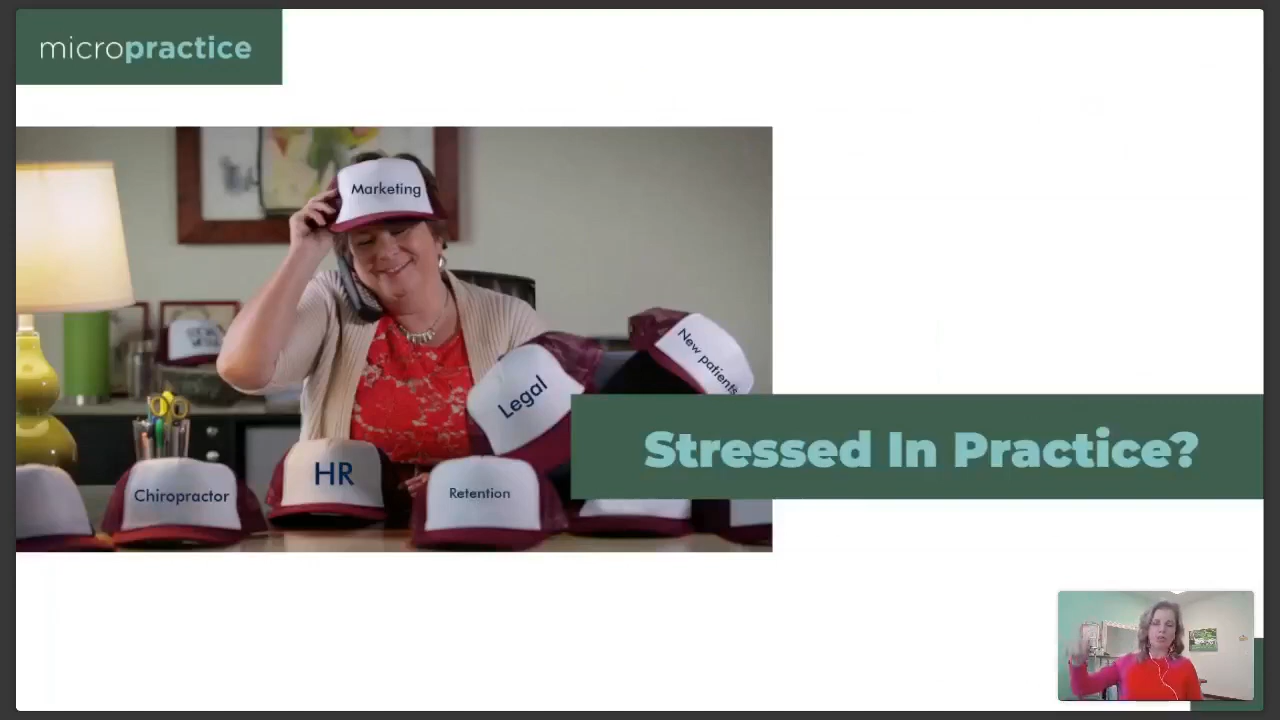 micropractice
Marketing
New patients
Legal
HR
Chiropractor
Retention
Stressed In Practice?